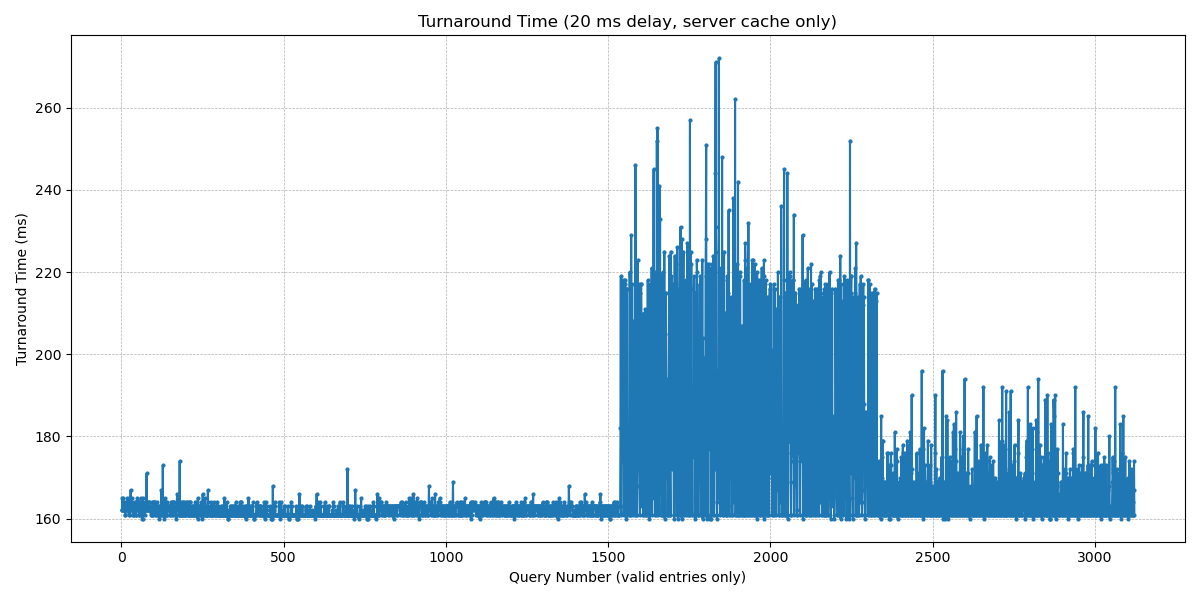 Turnaround Time (20 ms delay, server cache only)
Turnaround Time (ms)
260
240
220
200
180
160
0 500 1000 1500 2000 2500 3000
Query Number (valid entries only)